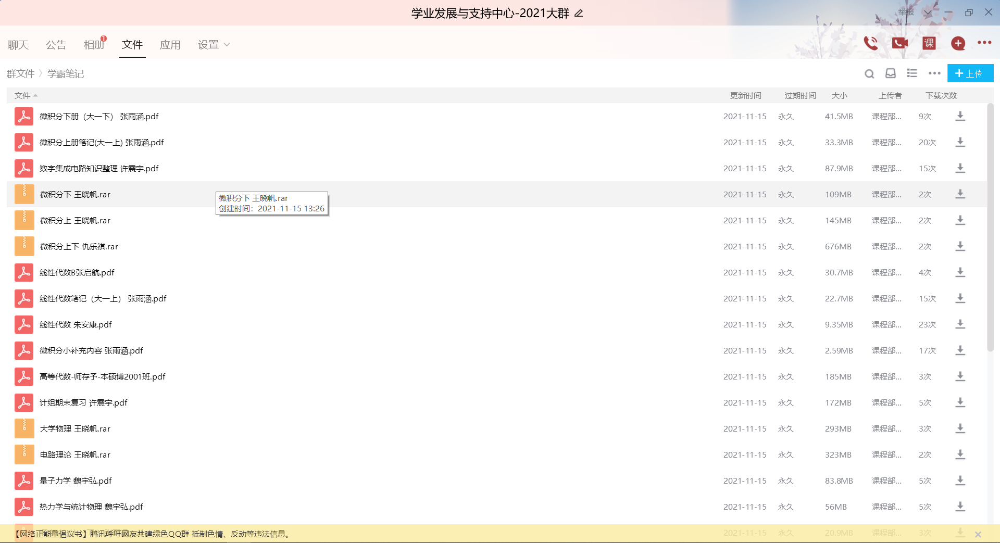 学业发展与支持中心-2021大群
举报
聊天 公告 相册 1 文件 应用 设置
课
群文件 〉 学霸笔记
上传
文件 更新时间 过期时间 大小 上传者 下载次数
微积分下册（大一下） 张雨涵.pdf 2021-11-15 永久 41.5MB 课程部... 9次
微积分上册笔记(大一上) 张雨涵.pdf 2021-11-15 永久 33.3MB 课程部... 20次
数字集成电路知识整理 许震宇.pdf 2021-11-15 永久 87.9MB 课程部... 15次
微积分下 王晓帆.rar 2021-11-15 永久 109MB 课程部... 2次
微积分下 王晓帆.rar
创建时间：2021-11-15 13:26
微积分上 王晓帆.rar 2021-11-15 永久 145MB 课程部... 2次
微积分上下 仇乐祺.rar 2021-11-15 永久 676MB 课程部... 2次
线性代数B张启航.pdf 2021-11-15 永久 30.7MB 课程部... 4次
线性代数笔记（大一上） 张雨涵.pdf 2021-11-15 永久 22.7MB 课程部... 15次
线性代数 朱安康.pdf 2021-11-15 永久 9.35MB 课程部... 23次
微积分小补充内容 张雨涵.pdf 2021-11-15 永久 2.59MB 课程部... 17次
高等代数-师存予-本硕博2001班.pdf 2021-11-15 永久 185MB 课程部... 3次
计组期末复习 许震宇.pdf 2021-11-15 永久 172MB 课程部... 5次
大学物理 王晓帆.rar 2021-11-15 永久 293MB 课程部... 3次
电路理论 王晓帆.rar 2021-11-15 永久 323MB 课程部... 2次
量子力学 魏宇弘.pdf 2021-11-15 永久 83.8MB 课程部... 5次
热力学与统计物理 魏宇弘.pdf 2021-11-15 永久 56MB 课程部... 5次
2021-11-15 永久 20.9MB 课程部... 3次
【网络正能量倡议书】腾讯呼吁网友共建绿色QQ群 抵制色情、反动等违法信息。